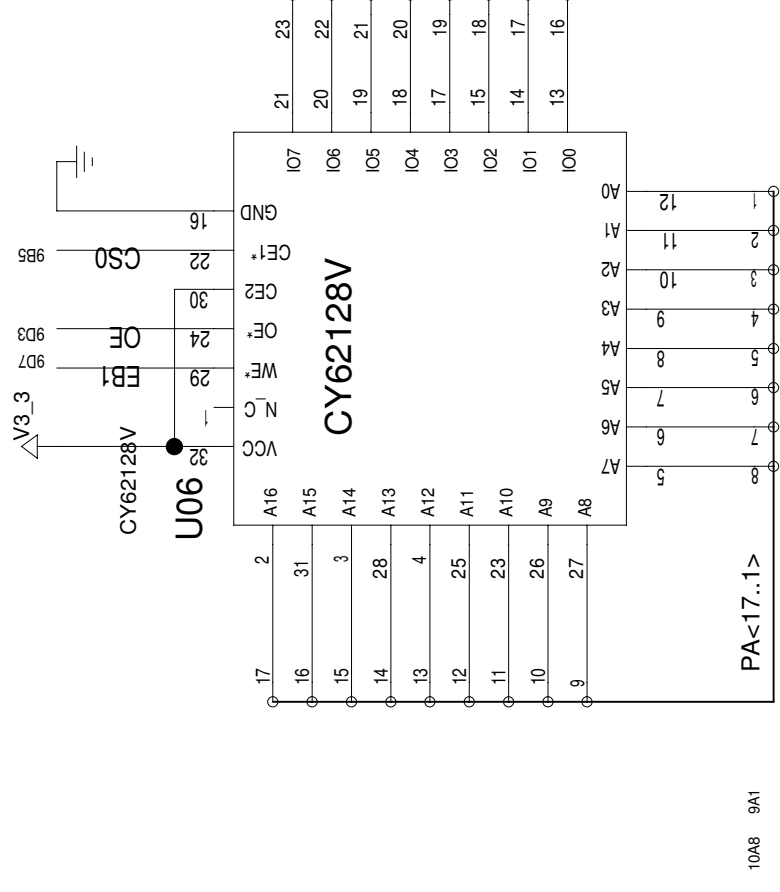 23 22 21 20 19 18 17 16
21 20 19 18 17 15 14 13
IO7 IO6 IO5 IO4 IO3 IO2 IO1 IO0
16 GND
9B5 CS0 22 CE1*
30 CE2
9D3 OE 24 OE*
9D7 EB1 29 WE*
1 N_C
V3_3 32 VCC
CY62128V
U06
CY62128V
A0 12 1
A1 11 2
A2 10 3
A3 9 4
A4 8 5
A5 7 6
A6 6 7
A7 5 8
A16 A15 A14 A13 A12 A11 A10 A9 A8
2 31 3 28 4 25 23 26 27
17 16 15 14 13 12 11 10 9
PA<17..1>
10A8 9A1